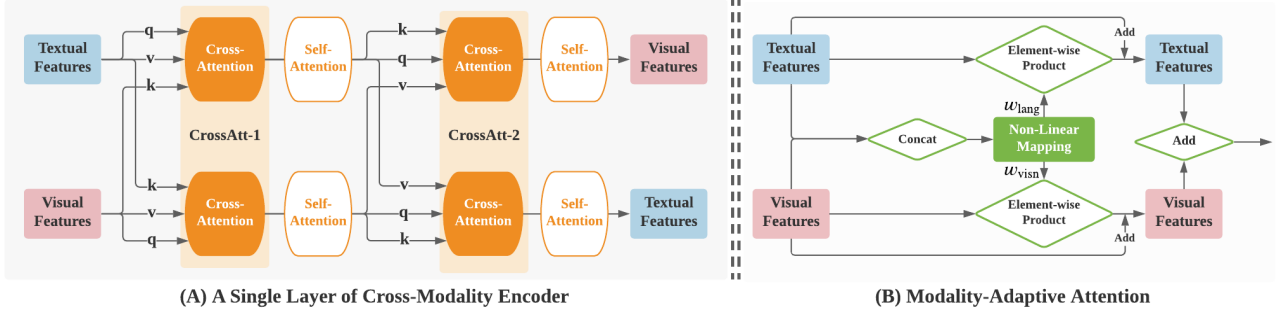 q
k
Textual
Features
v
Cross-
Attention
Self-
Attention
q
Cross-
Attention
Self-
Attention
Visual
Features
k
v
CrossAtt-1
CrossAtt-2
k
v
Visual
Features
v
Cross-
Attention
Self-
Attention
q
Cross-
Attention
Self-
Attention
Textual
Features
q
k
(A) A Single Layer of Cross-Modality Encoder
Add
Textual
Features
Element-wise
Product
Textual
Features
w_lang
Concat
Non-Linear
Mapping
Add
w_visn
Visual
Features
Element-wise
Product
Visual
Features
Add
(B) Modality-Adaptive Attention